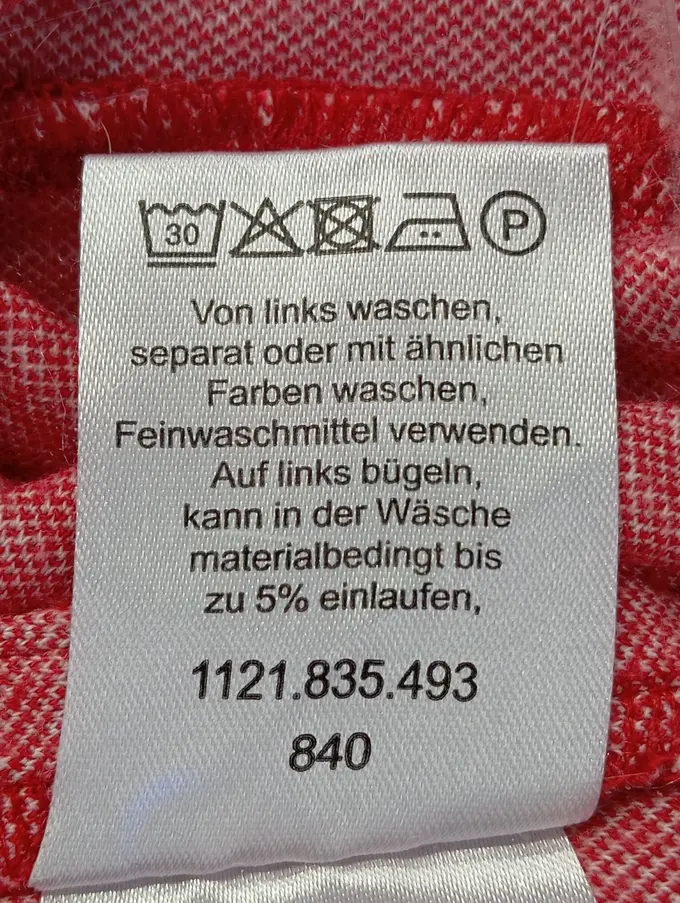 30 P
Von links waschen,
separat oder mit ähnlichen
Farben waschen,
Feinwaschmittel verwenden.
Auf links bügeln,
kann in der Wäsche
materialbedingt bis
zu 5% einlaufen,
1121.835.493
840